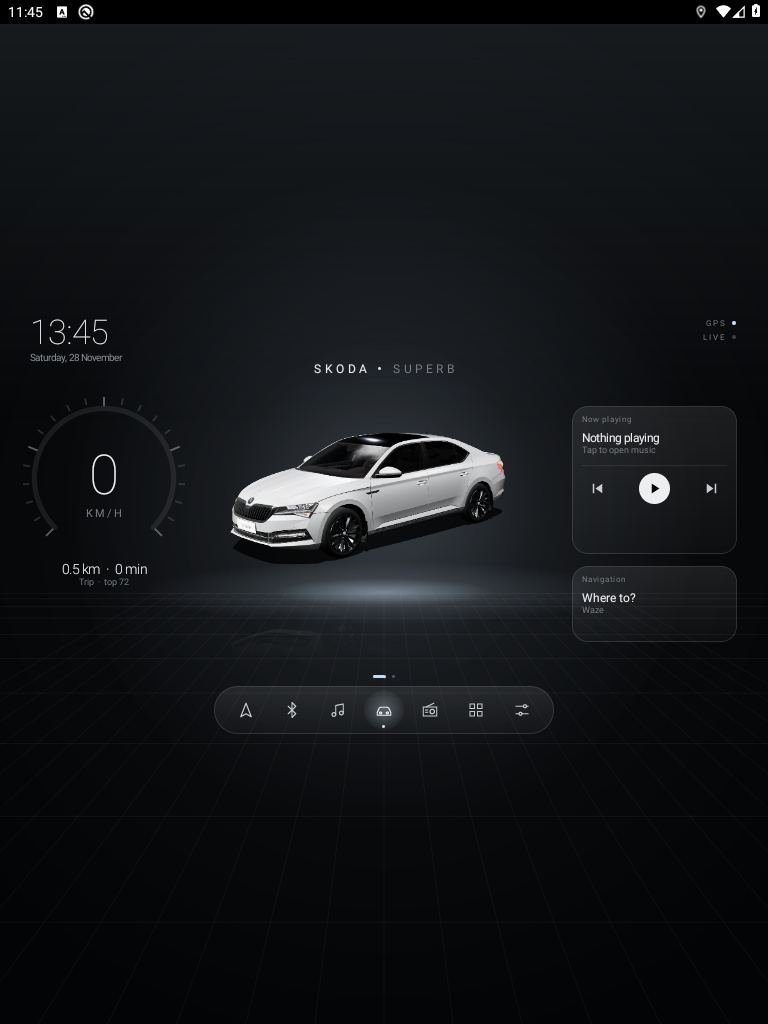 11:45
13:45
Saturday, 28 November
GPS
LIVE
SKODA • SUPERB
0
KM/H
0.5 km · 0 min
Trip · top 72
Now playing
Nothing playing
Tap to open music
Navigation
Where to?
Waze